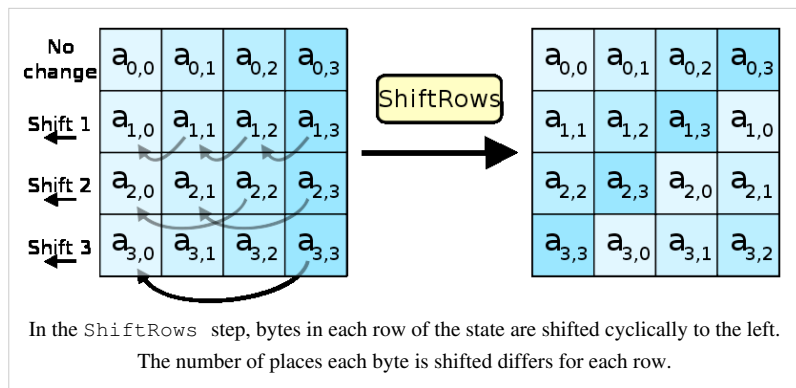 No change a0,0 a0,1 a0,2 a0,3 ShiftRows a0,0 a0,1 a0,2 a0,3
Shift 1 a1,0 a1,1 a1,2 a1,3 a1,1 a1,2 a1,3 a1,0
Shift 2 a2,0 a2,1 a2,2 a2,3 a2,2 a2,3 a2,0 a2,1
Shift 3 a3,0 a3,1 a3,2 a3,3 a3,3 a3,0 a3,1 a3,2
In the ShiftRows step, bytes in each row of the state are shifted cyclically to the left.
The number of places each byte is shifted differs for each row.